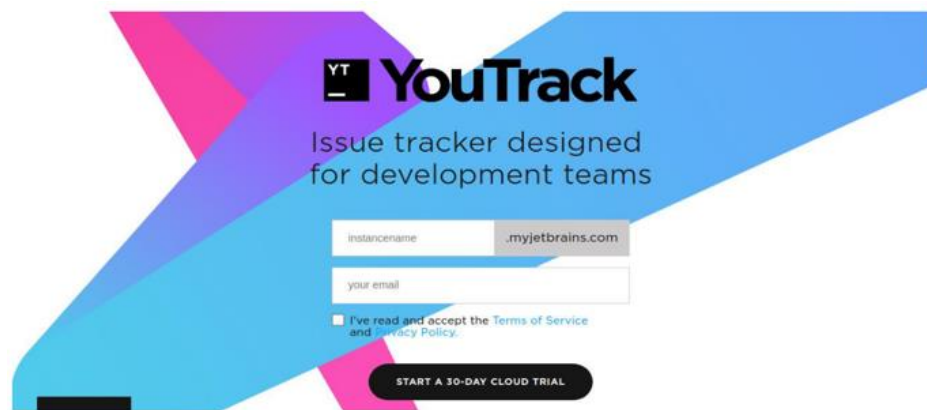 YT
YouTrack
Issue tracker designed
for development teams
instancename .myjetbrains.com
your email
I've read and accept the Terms of Service
and Privacy Policy.
START A 30-DAY CLOUD TRIAL